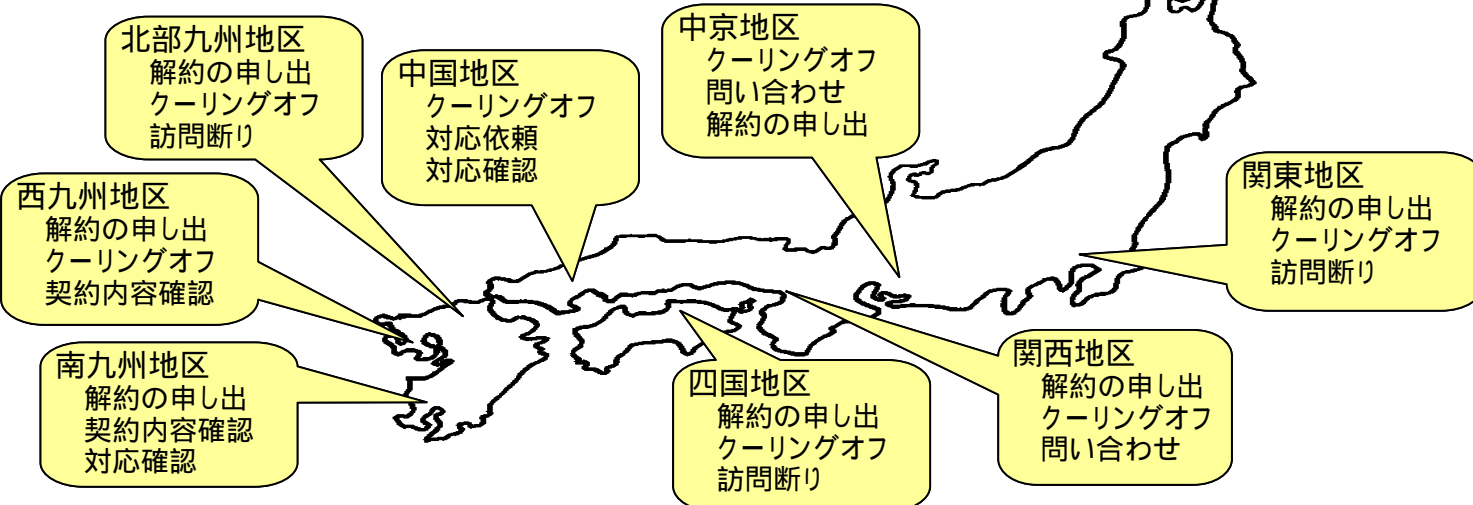 北部九州地区
解約の申し出
クーリングオフ
訪問断り
中国地区
クーリングオフ
対応依頼
対応確認
中京地区
クーリングオフ
問い合わせ
解約の申し出
西九州地区
解約の申し出
クーリングオフ
契約内容確認
関東地区
解約の申し出
クーリングオフ
訪問断り
南九州地区
解約の申し出
契約内容確認
対応確認
四国地区
解約の申し出
クーリングオフ
訪問断り
関西地区
解約の申し出
クーリングオフ
問い合わせ